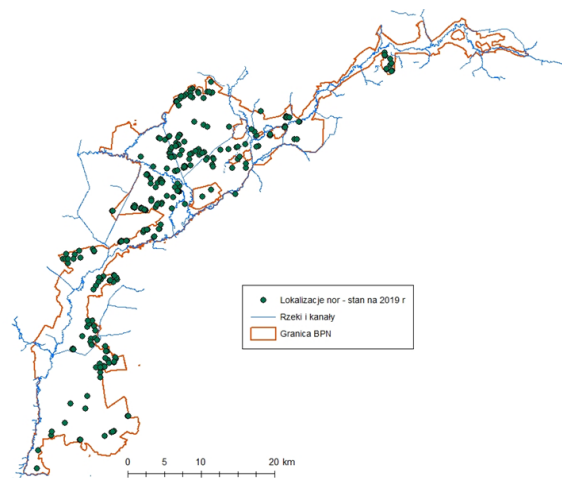 Lokalizacje nor - stan na 2019 r
Rzeki i kanały
Granica BPN
0 5 10 20 km